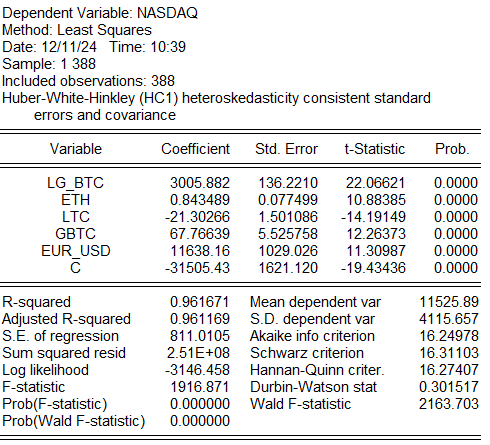 Dependent Variable: NASDAQ
Method: Least Squares
Date: 12/11/24 Time: 10:39
Sample: 1 388
Included observations: 388
Huber-White-Hinkley (HC1) heteroskedasticity consistent standard
errors and covariance
Variable Coefficient Std. Error t-Statistic Prob.
LG_BTC 3005.882 136.2210 22.06621 0.0000
ETH 0.843489 0.077499 10.88385 0.0000
LTC -21.30266 1.501086 -14.19149 0.0000
GBTC 67.76639 5.525758 12.26373 0.0000
EUR_USD 11638.16 1029.026 11.30987 0.0000
C -31505.43 1621.120 -19.43436 0.0000
R-squared 0.961671 Mean dependent var 11525.89
Adjusted R-squared 0.961169 S.D. dependent var 4115.657
S.E. of regression 811.0105 Akaike info criterion 16.24978
Sum squared resid 2.51E+08 Schwarz criterion 16.31103
Log likelihood -3146.458 Hannan-Quinn criter. 16.27407
F-statistic 1916.871 Durbin-Watson stat 0.301517
Prob(F-statistic) 0.000000 Wald F-statistic 2163.703
Prob(Wald F-statistic) 0.000000